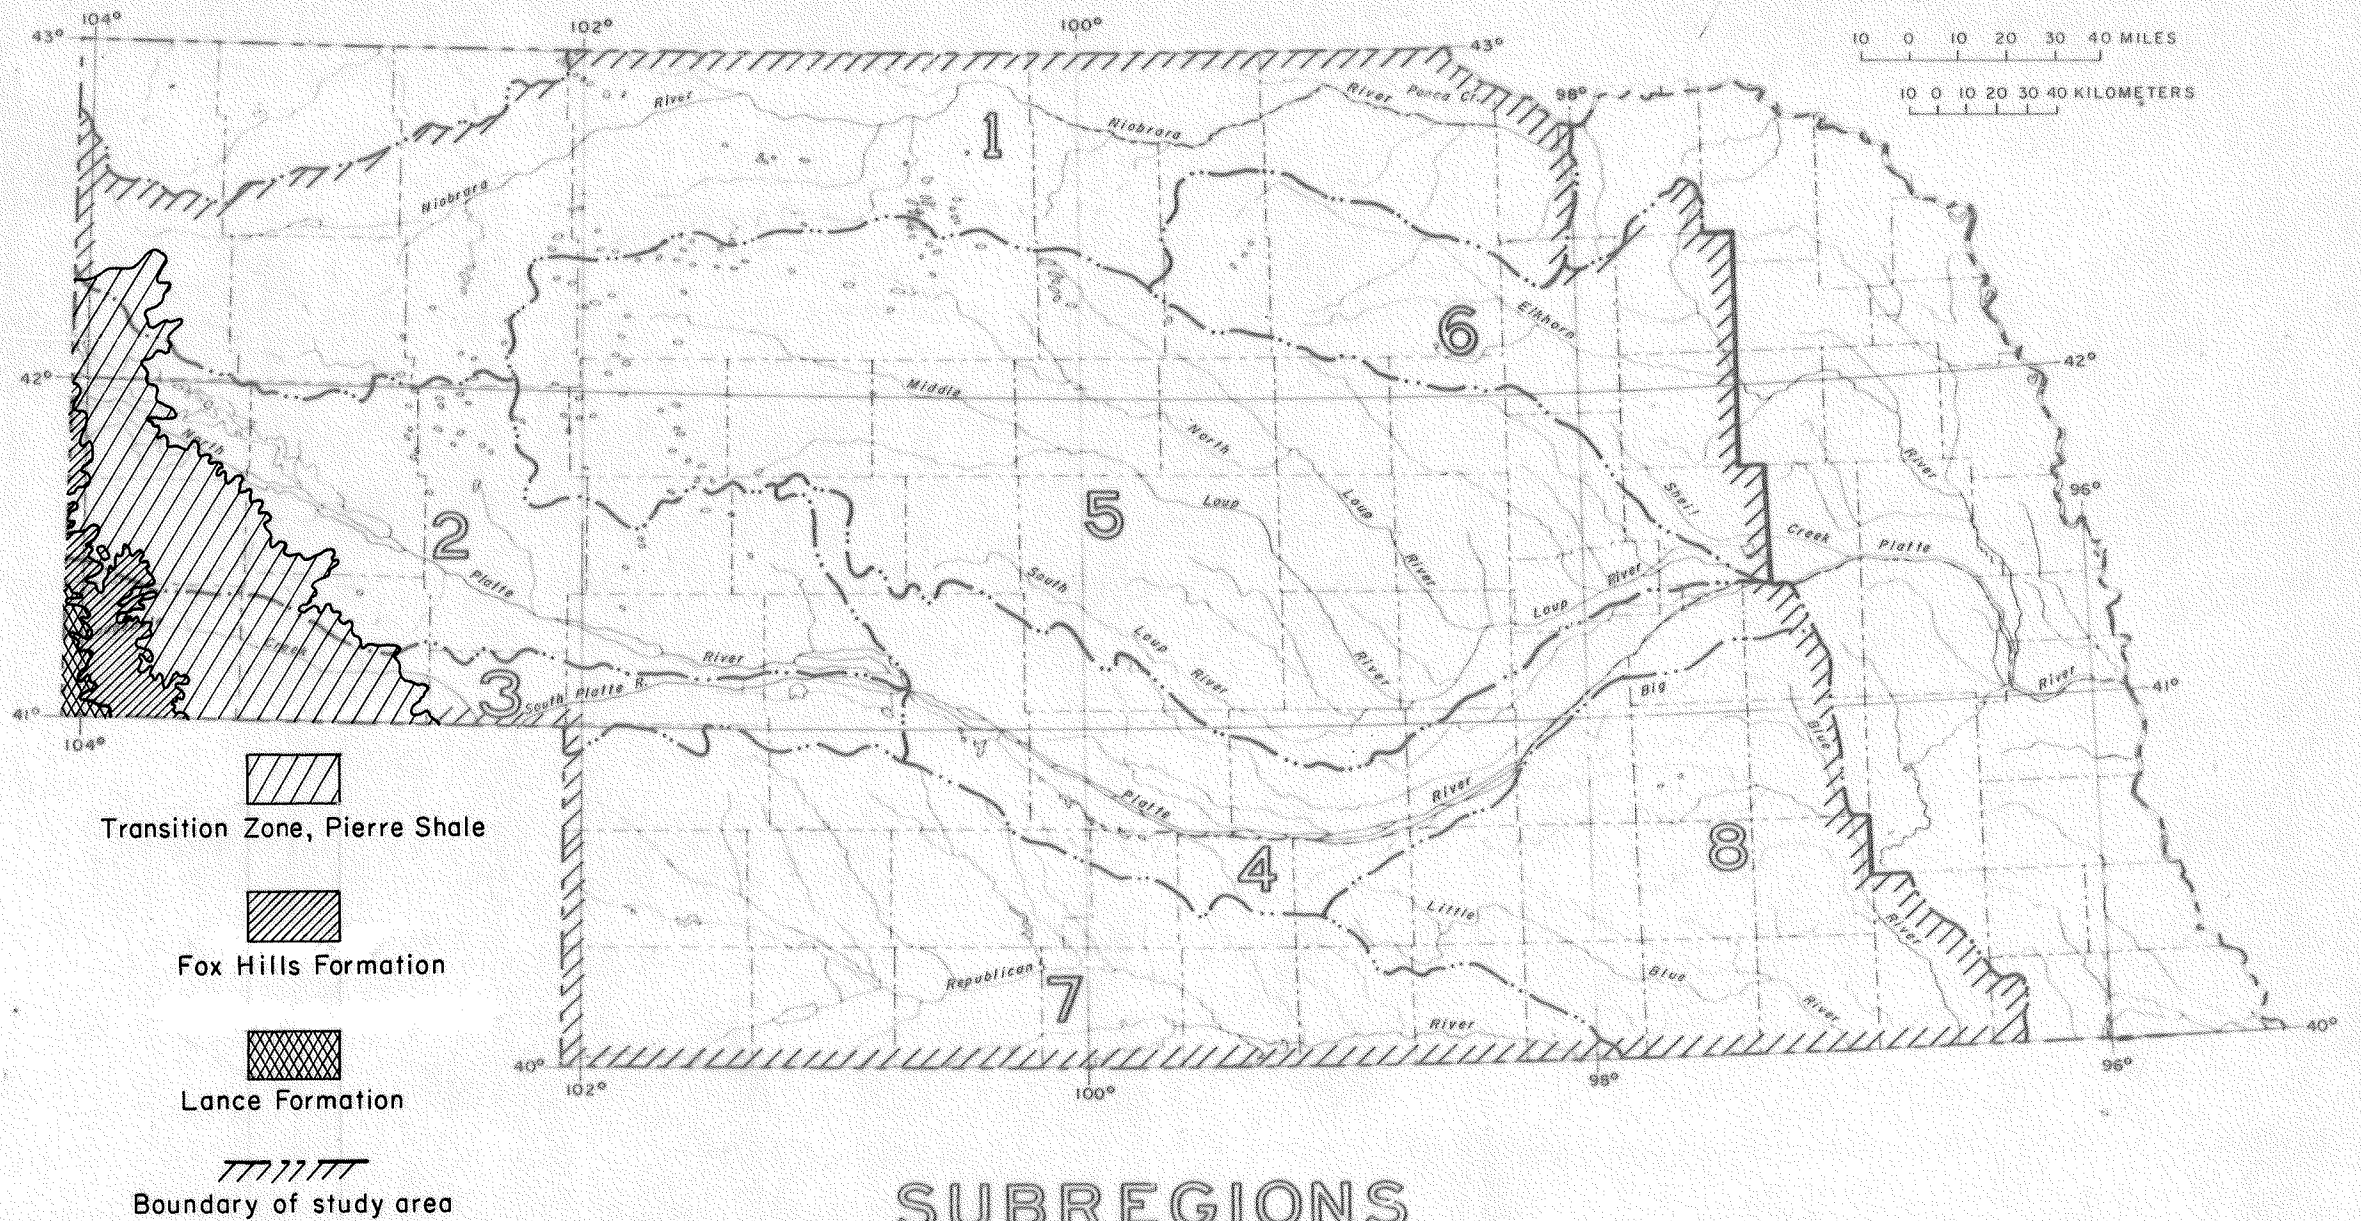 104°
102°
100°
43°
43°
10 0 10 20 30 40 MILES
10 0 10 20 30 40 KILOMETERS
98°
River
River
Ponca Cr.
1
Niobrara
Niobrara
6
Elkhorn
42°
42°
Middle
North
North
River
Loup
Loup
Shell
96°
5
2
Creek
Platte
Platte
South
River
River
Loup
Loup
Creek
River
River
River
3
South Platte R.
River
Big
River
41°
41°
104°
Blue
Platte
River
Transition Zone, Pierre Shale
4
8
Little
River
Fox Hills Formation
Republican
Blue
7
River
River
40°
40°
102°
100°
98°
96°
Lance Formation
Boundary of study area
SUBREGIONS